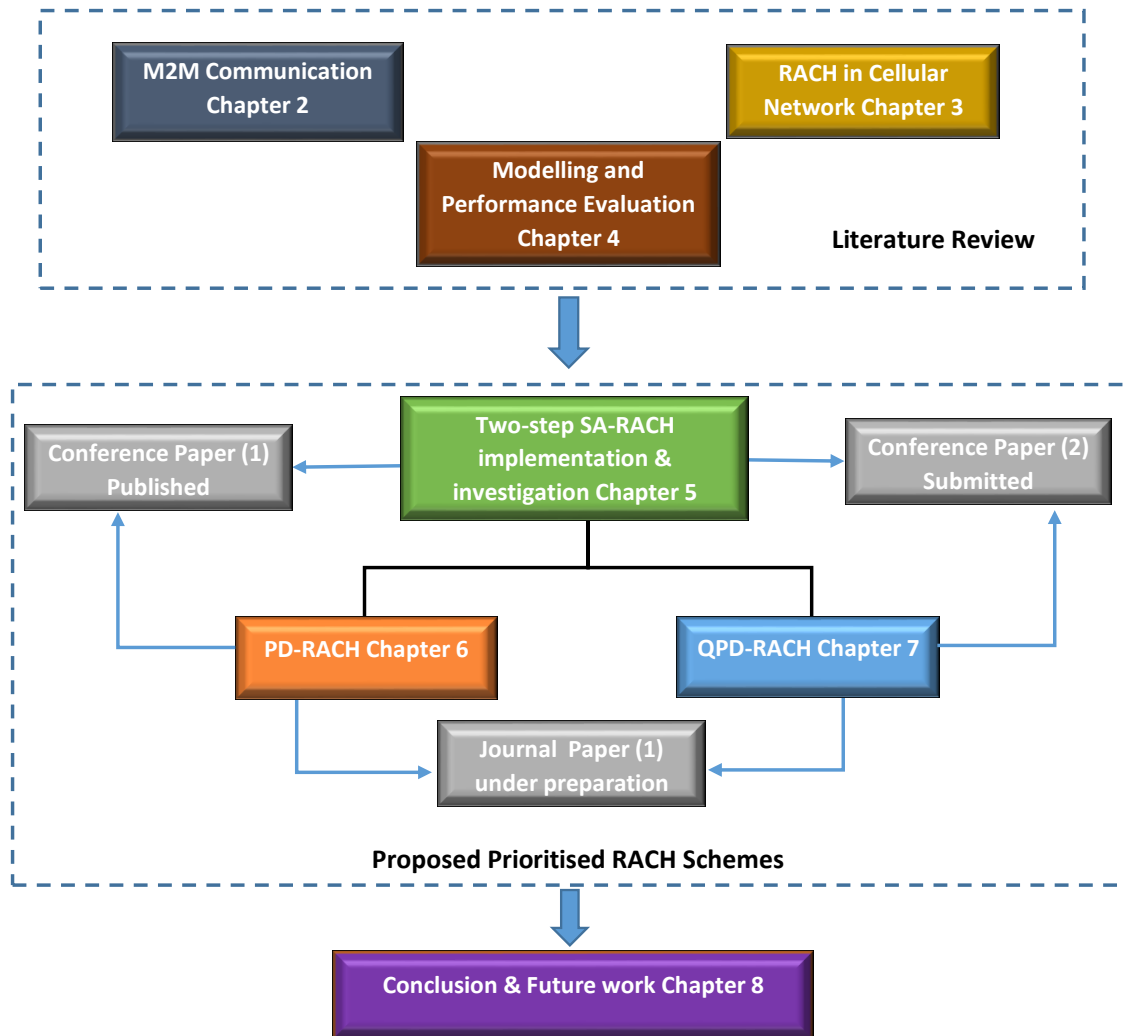 M2M Communication
Chapter 2
RACH in Cellular
Network Chapter 3
Modelling and
Performance Evaluation
Chapter 4
Literature Review
Two-step SA-RACH
implementation &
investigation Chapter 5
Conference Paper (1)
Published
Conference Paper (2)
Submitted
PD-RACH Chapter 6
QPD-RACH Chapter 7
Journal Paper (1)
under preparation
Proposed Prioritised RACH Schemes
Conclusion & Future work Chapter 8